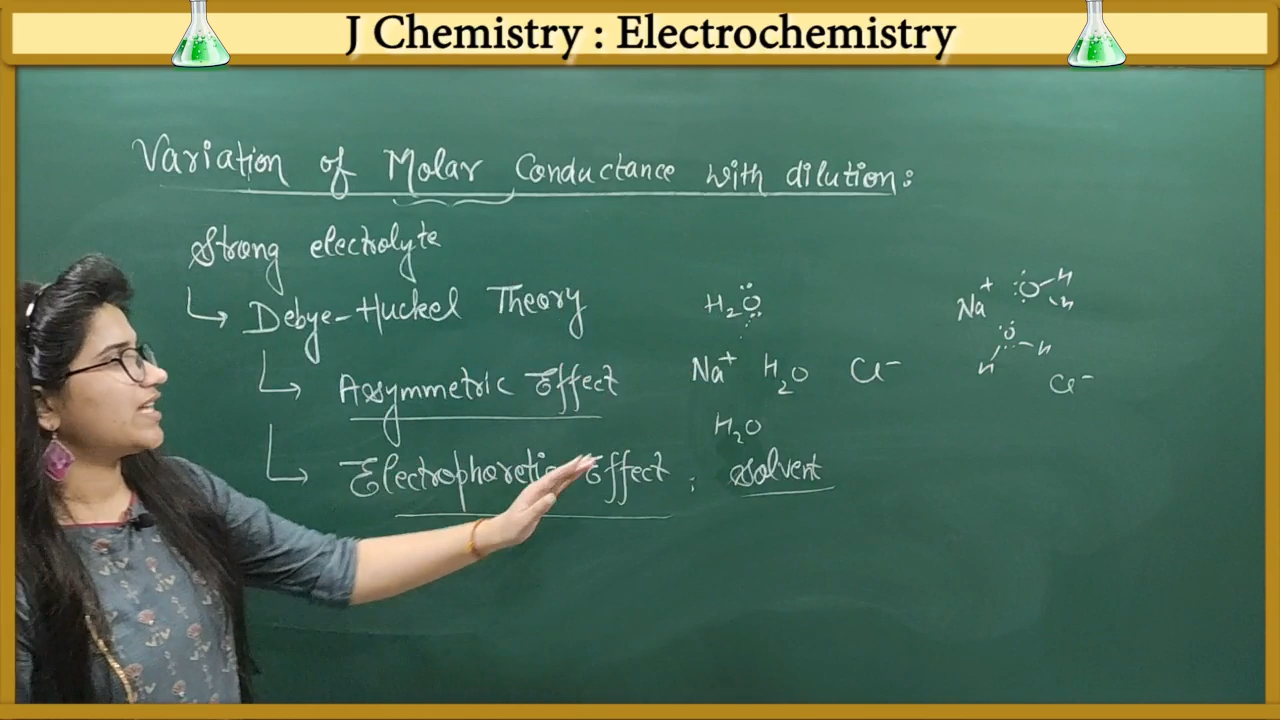 J Chemistry : Electrochemistry
Variation of Molar Conductance with dilution:
Strong electrolyte
Debye-Huckel Theory
Asymmetric Effect
Electrophoretic Effect ; Solvent
H₂O
Na⁺ H₂O Cl⁻
H₂O
Na⁺ O H
H
O H
H
Cl⁻